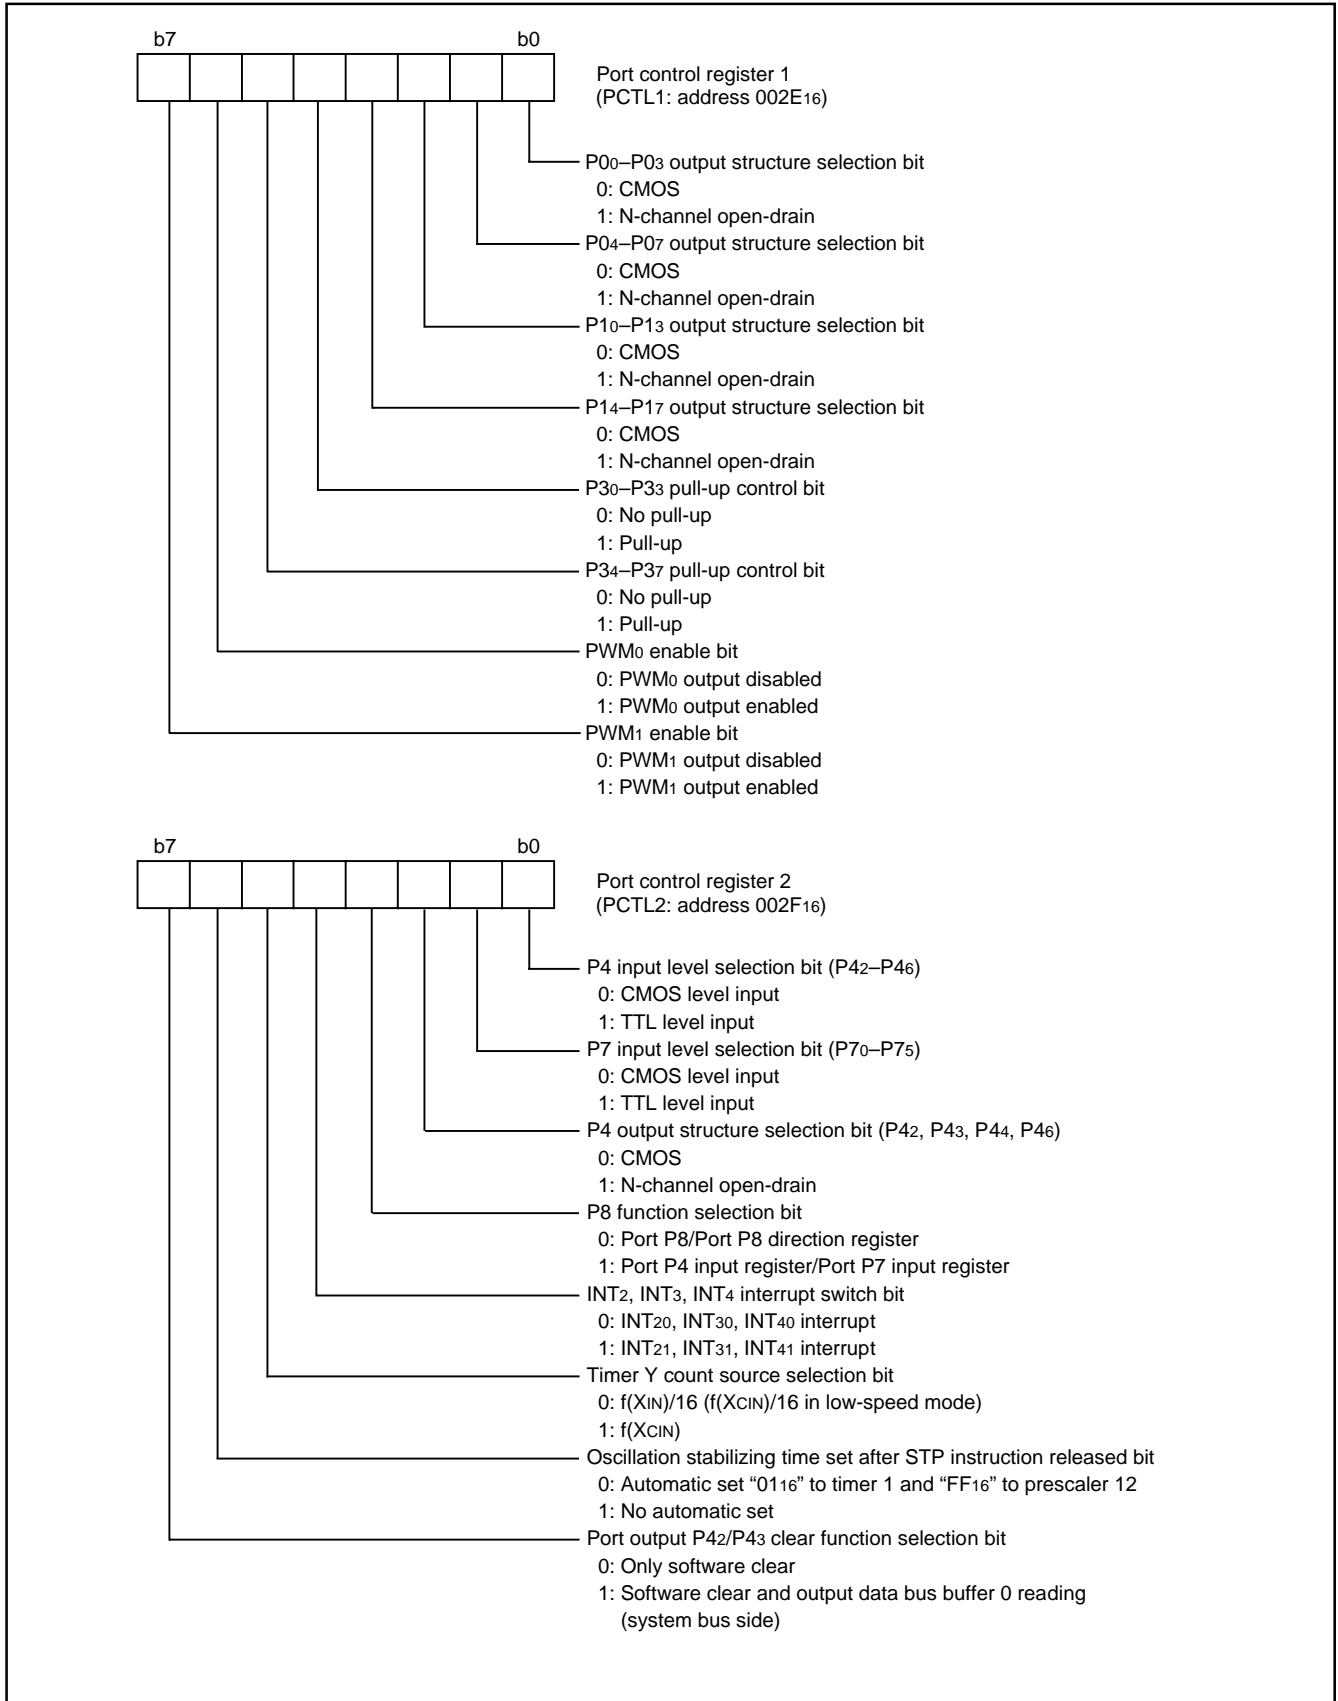 b7 b0
Port control register 1
(PCTL1: address 002E16)
P00–P03 output structure selection bit
0: CMOS
1: N-channel open-drain
P04–P07 output structure selection bit
0: CMOS
1: N-channel open-drain
P10–P13 output structure selection bit
0: CMOS
1: N-channel open-drain
P14–P17 output structure selection bit
0: CMOS
1: N-channel open-drain
P30–P33 pull-up control bit
0: No pull-up
1: Pull-up
P34–P37 pull-up control bit
0: No pull-up
1: Pull-up
PWM0 enable bit
0: PWM0 output disabled
1: PWM0 output enabled
PWM1 enable bit
0: PWM1 output disabled
1: PWM1 output enabled
b7 b0
Port control register 2
(PCTL2: address 002F16)
P4 input level selection bit (P42–P46)
0: CMOS level input
1: TTL level input
P7 input level selection bit (P70–P75)
0: CMOS level input
1: TTL level input
P4 output structure selection bit (P42, P43, P44, P46)
0: CMOS
1: N-channel open-drain
P8 function selection bit
0: Port P8/Port P8 direction register
1: Port P4 input register/Port P7 input register
INT2, INT3, INT4 interrupt switch bit
0: INT20, INT30, INT40 interrupt
1: INT21, INT31, INT41 interrupt
Timer Y count source selection bit
0: f(XIN)/16 (f(XCIN)/16 in low-speed mode)
1: f(XCIN)
Oscillation stabilizing time set after STP instruction released bit
0: Automatic set “0116” to timer 1 and “FF16” to prescaler 12
1: No automatic set
Port output P42/P43 clear function selection bit
0: Only software clear
1: Software clear and output data bus buffer 0 reading
(system bus side)